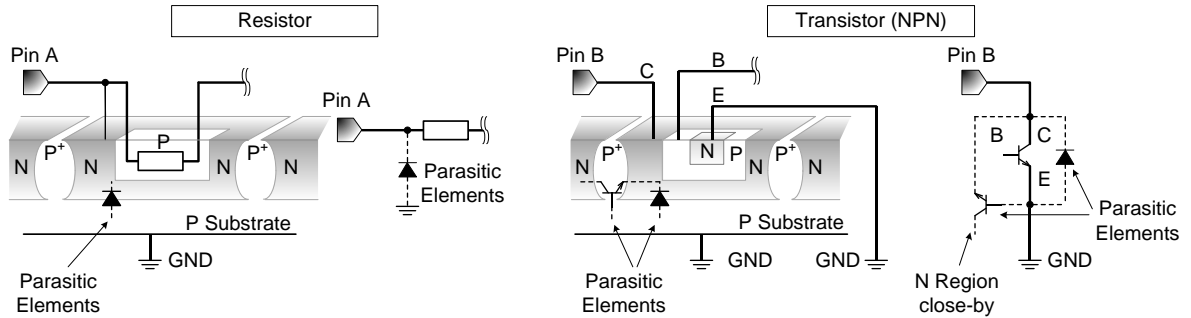 Resistor
Pin A
P
N
P+
N
N
P+
N
P Substrate
GND
Parasitic
Elements
Pin A
Parasitic
Elements
Transistor (NPN)
Pin B
C
B
E
N
P+
N
N
P
N
P+
N
P Substrate
GND
GND
Parasitic
Elements
Pin B
B
C
E
Parasitic
Elements
GND
N Region
close-by